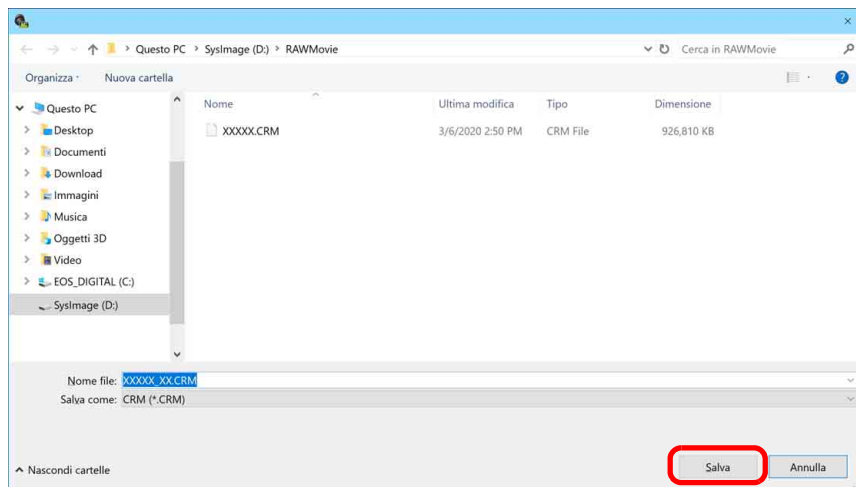 Questo PC > SysImage (D:) > RAWMovie
Cerca in RAWMovie
Organizza
Nuova cartella
Questo PC
Desktop
Documenti
Download
Immagini
Musica
Oggetti 3D
Video
EOS_DIGITAL (C:)
SysImage (D:)
Nome Ultima modifica Tipo Dimensione
XXXXX.CRM 3/6/2020 2:50 PM CRM File 926,810 KB
Nome file: XXXXX_XX.CRM
Salva come: CRM (*.CRM)
Nascondi cartelle
Salva
Annulla